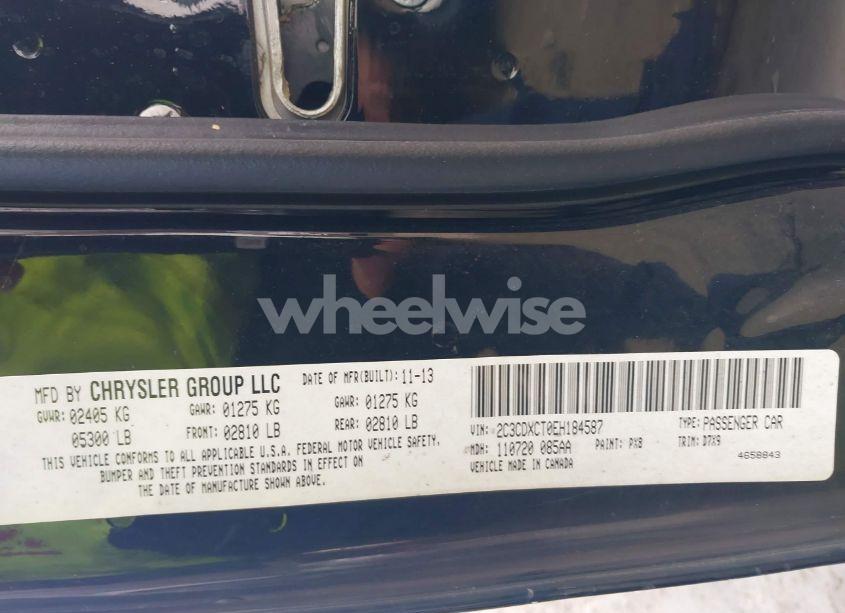 wheelwise
MFD BY CHRYSLER GROUP LLC DATE OF MFR(BUILT): 11-13
GVWR: 02405 KG GAWR: 01275 KG GAWR: 01275 KG
05300 LB FRONT: 02810 LB REAR: 02810 LB
THIS VEHICLE CONFORMS TO ALL APPLICABLE U.S.A. FEDERAL MOTOR VEHICLE SAFETY,
BUMPER AND THEFT PREVENTION STANDARDS IN EFFECT ON
THE DATE OF MANUFACTURE SHOWN ABOVE.
VIN: 2C3CDXCT0EH184587 TYPE: PASSENGER CAR
MDH: 110720 085AA PAINT: PX8 TRIM: D7X9
VEHICLE MADE IN CANADA 4658843